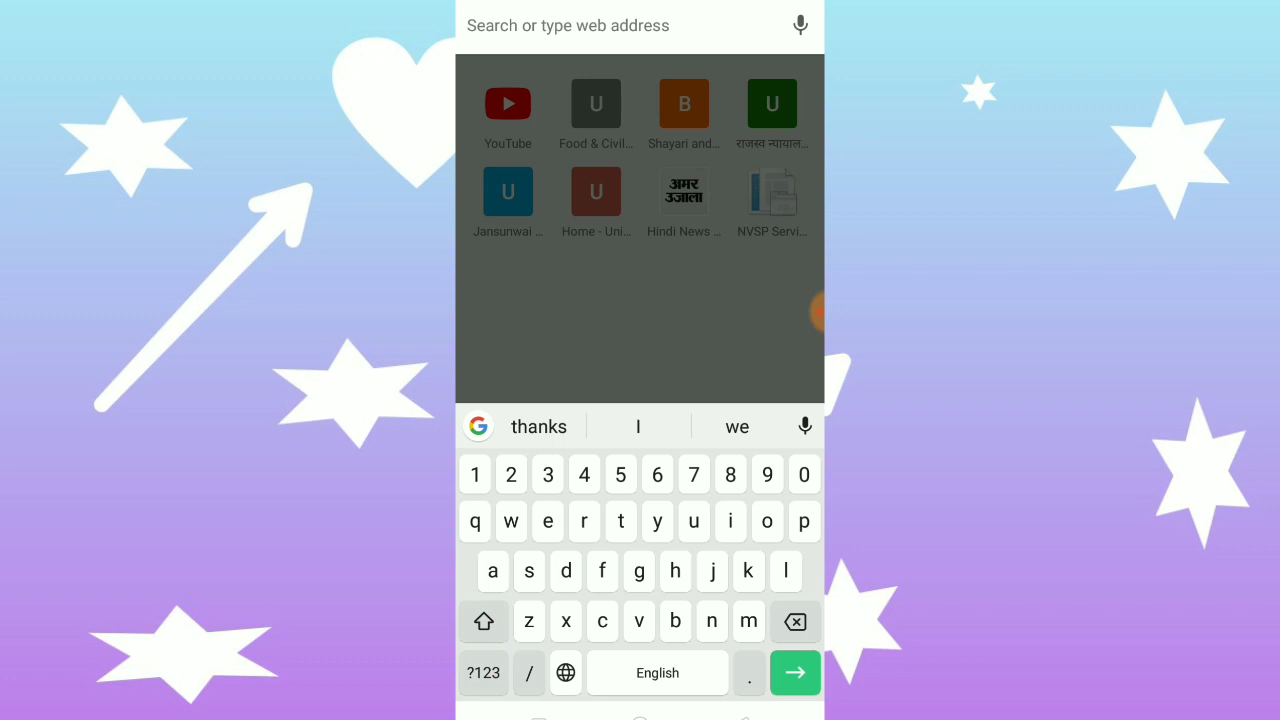 Search or type web address
U B U
YouTube Food & Civil... Shayari and... राजस्व न्यायाल...
U U अमर उजाला
Jansunwai ... Home - Uni... Hindi News ... NVSP Servi...
G thanks I we
1 2 3 4 5 6 7 8 9 0
q w e r t y u i o p
a s d f g h j k l
z x c v b n m
?123 / English .